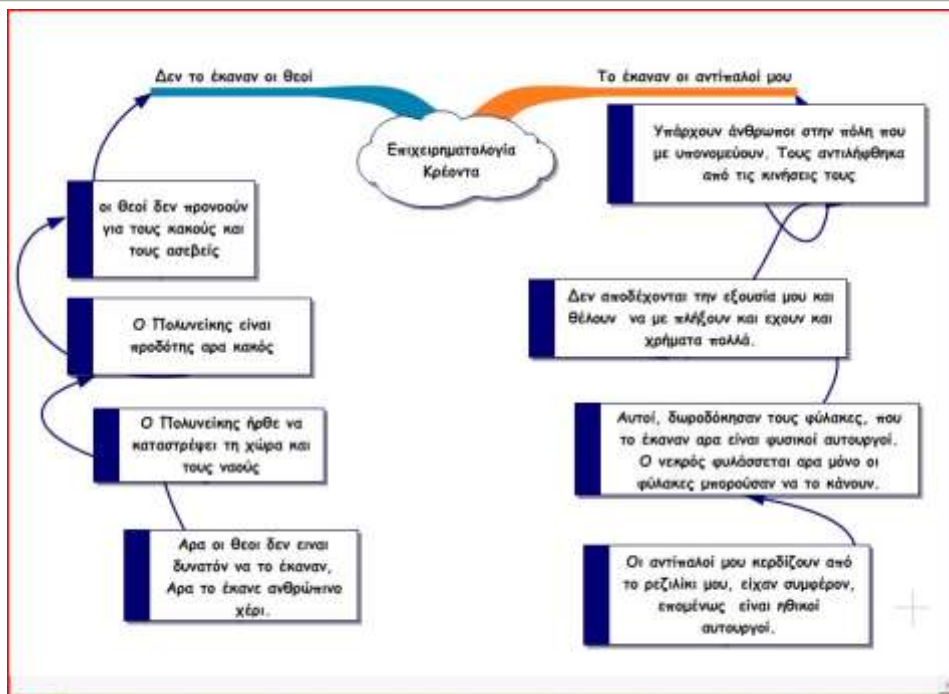 Δεν το έκαναν οι θεοί
Το έκαναν οι αντίπαλοί μου
Επιχειρηματολογία
Κρέοντα
οι θεοί δεν προνοούν
για τους κακούς και
τους ασεβείς
Ο Πολυνείκης είναι
προδότης αρα κακός
Ο Πολυνείκης ήρθε να
καταστρέψει τη χώρα και
τους ναούς
Αρα οι θεοι δεν ειναι
δυνατόν να το έκαναν,
Αρα το έκανε ανθρώπινο
χέρι.
Υπάρχουν άνθρωποι στην πόλη που
με υπονομεύουν. Τους αντιλήφθηκα
από τις κινήσεις τους
Δεν αποδέχονται την εξουσία μου και
θέλουν να με πλήξουν και εχουν και
χρήματα πολλά.
Αυτοί, δωροδόκησαν τους φύλακες, που
το έκαναν αρα είναι φυσικοί αυτουργοί.
Ο νεκρός φυλάσσεται αρα μόνο οι
φύλακες μπορούσαν να το κάνουν.
Οι αντίπαλοί μου κερδίζουν από
το ρεζιλίκι μου, είχαν συμφέρον,
επομένως είναι ηθικοί
αυτουργοί.